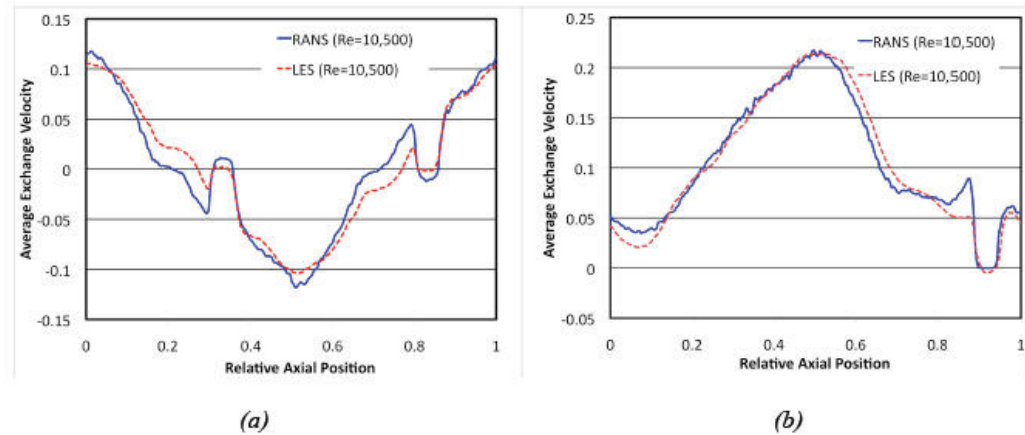 0.15
0.1
0.05
0
-0.05
-0.1
-0.15
Average Exchange Velocity
RANS (Re=10,500)
LES (Re=10,500)
0 0.2 0.4 0.6 0.8 1
Relative Axial Position
(a)
0.25
0.2
0.15
0.1
0.05
0
-0.05
Average Exchange Velocity
RANS (Re=10,500)
LES (Re=10,500)
0 0.2 0.4 0.6 0.8 1
Relative Axial Position
(b)